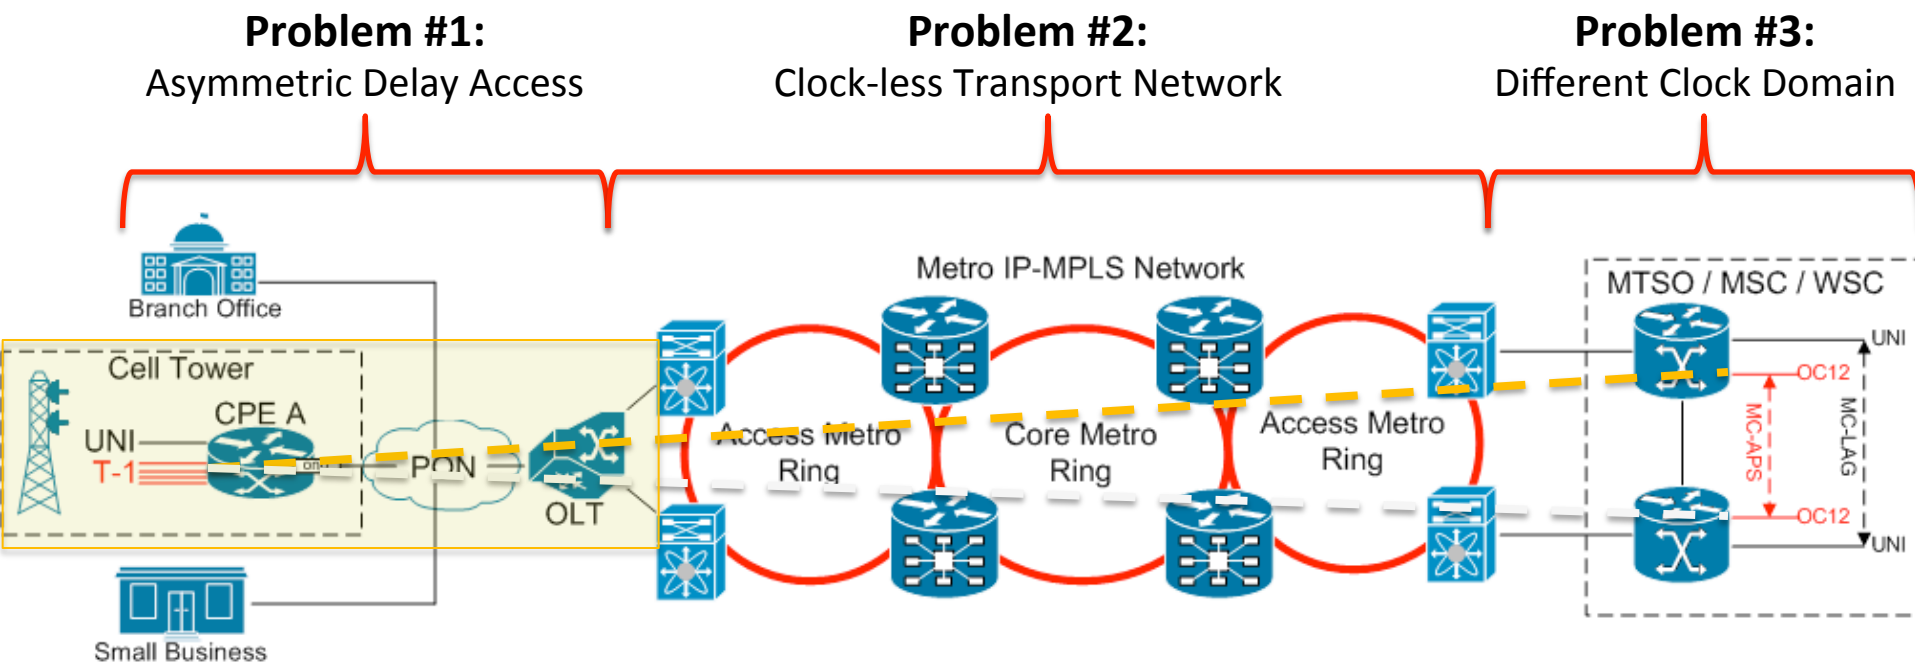 Problem #1:
Asymmetric Delay Access
Problem #2:
Clock-less Transport Network
Problem #3:
Different Clock Domain
Branch Office
Cell Tower
CPE A
UNI
T-1
PON
OLT
Small Business
Metro IP-MPLS Network
Access Metro
Ring
Core Metro
Ring
Access Metro
Ring
MTSO / MSC / WSC
UNI
OC12
MC-APS
MC-LAG
OC12
UNI